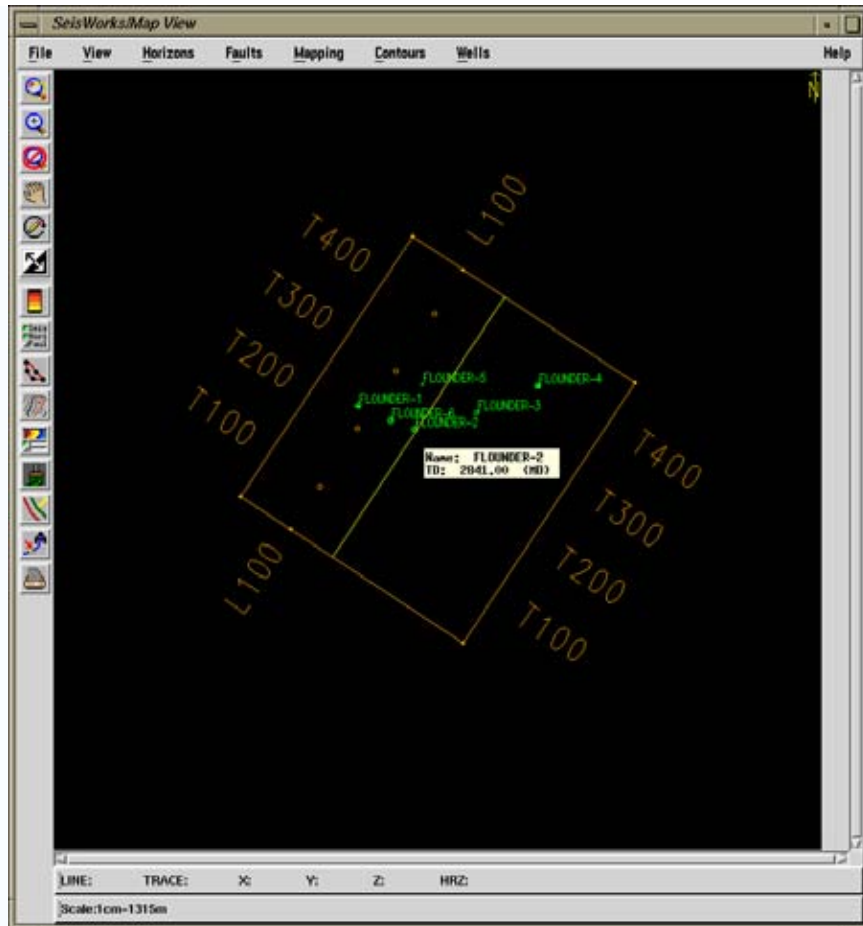 SeisWorks/Map View
File View Horizons Faults Mapping Contours Wells Help
N
L100
T400
T300
T200
T100
FLOUNDER-5
FLOUNDER-4
FLOUNDER-1
FLOUNDER-3
FLOUNDER-6
FLOUNDER-2
Name: FLOUNDER-2
TD: 2841.00 (MD)
T400
T300
T200
T100
L100
LINE: TRACE: X: Y: Z: HRZ:
Scale:1cm=1315m